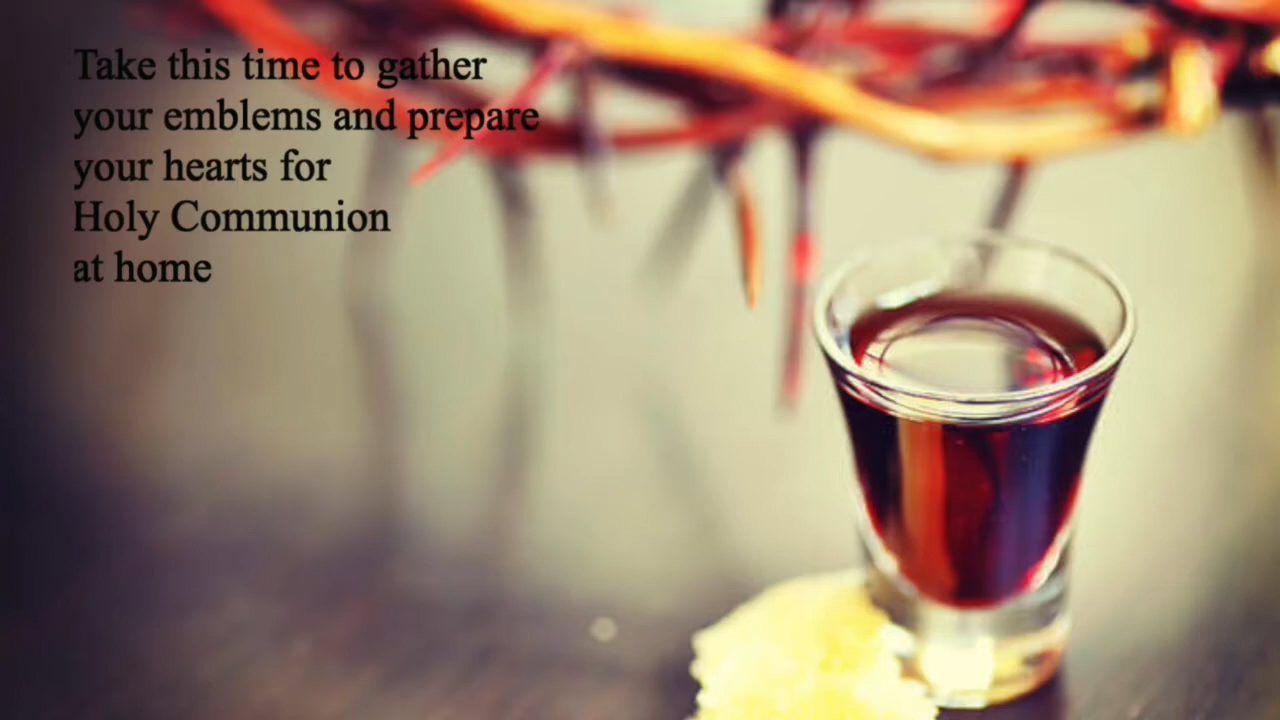 Take this time to gather
your emblems and prepare
your hearts for
Holy Communion
at home